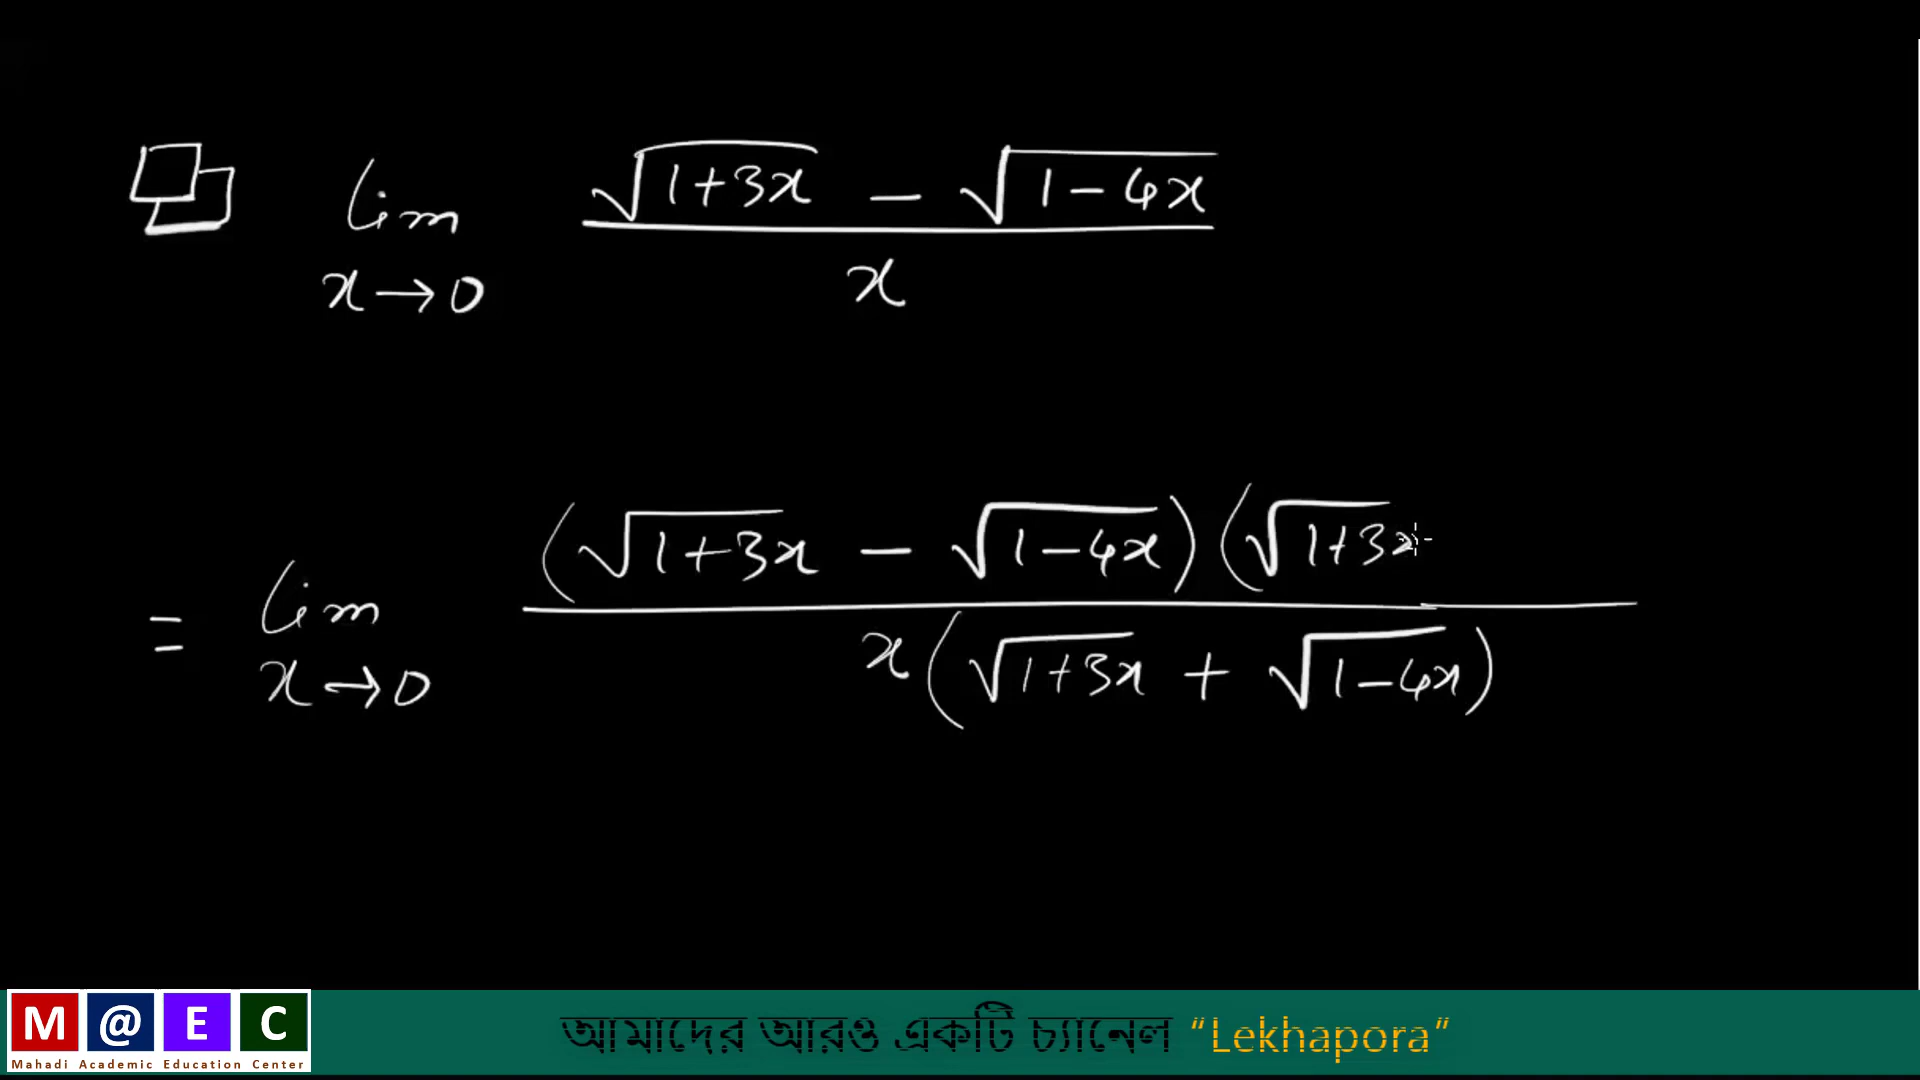 lim √(1+3x) − √(1−4x)
x→0 x
= lim (√(1+3x) − √(1−4x)) (√(1+3x
x→0 x(√(1+3x) + √(1−4x))
M@EC আমাদের আরও একটি চ্যানেল “Lekhapora”
Mahadi Academic Education Center